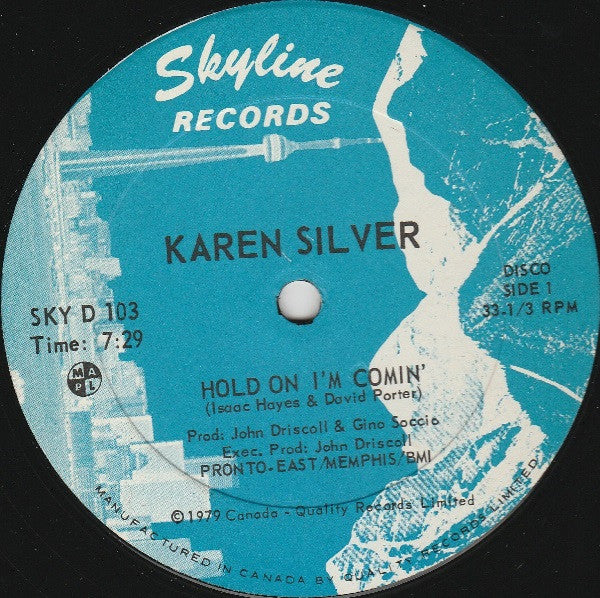 Skyline
RECORDS
KAREN SILVER
DISCO
SIDE 1
33-1/3 RPM
SKY D 103
Time: 7:29
M A
P L
HOLD ON I'M COMIN'
(Isaac Hayes & David Porter)
Prod: John Driscoll & Gino Soccio
Exec. Prod: John Driscoll
PRONTO-EAST/MEMPHIS/BMI
©1979 Canada - Quality Records Limited
MANUFACTURED IN CANADA BY QUALITY RECORDS LIMITED